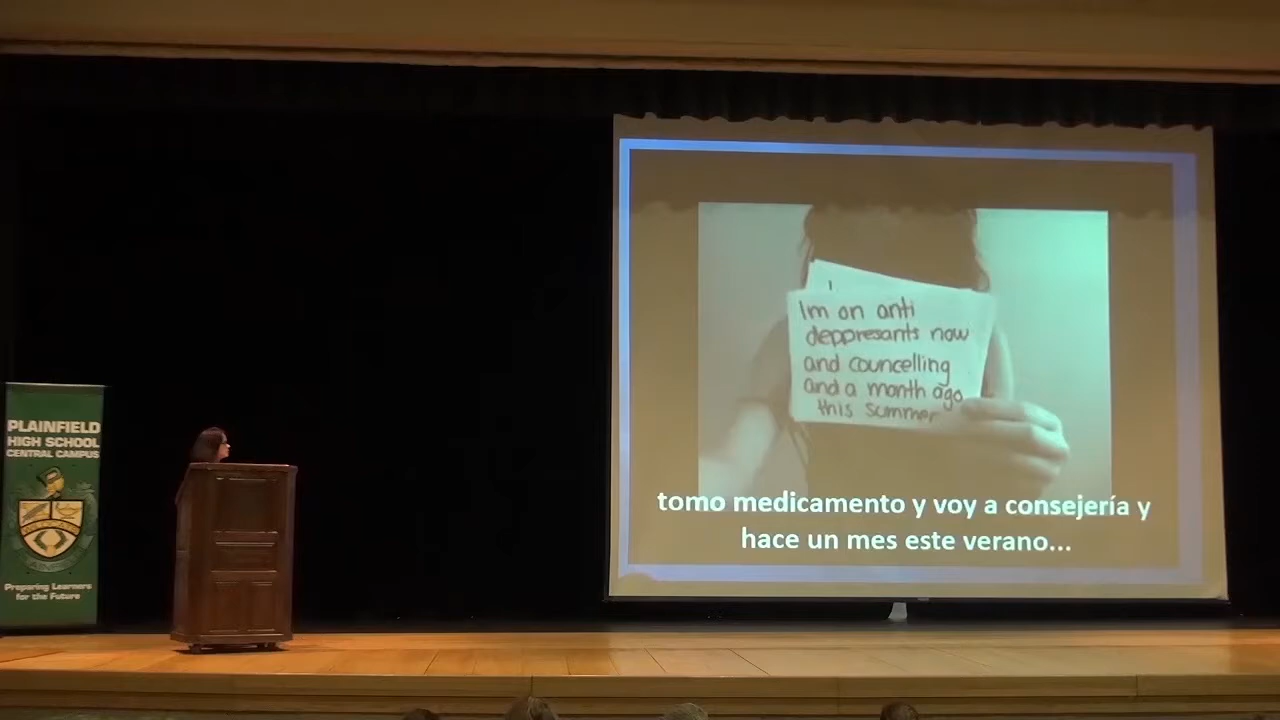 PLAINFIELD
HIGH SCHOOL
CENTRAL CAMPUS
Preparing Learners
for the Future
Im on anti
deppresants now
and councelling
and a month ago
this summer
tomo medicamento y voy a consejería y
hace un mes este verano...